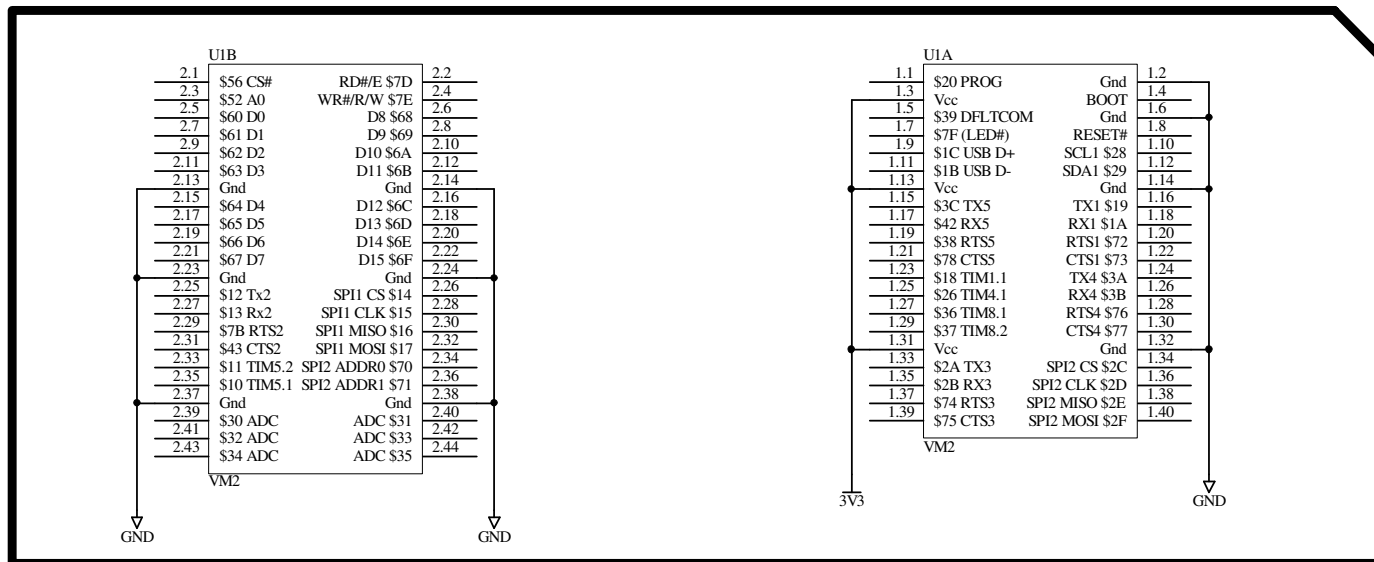 U1B
2.1 $56 CS# RD#/E $7D 2.2
2.3 $52 A0 WR#/R/W $7E 2.4
2.5 $60 D0 D8 $68 2.6
2.7 $61 D1 D9 $69 2.8
2.9 $62 D2 D10 $6A 2.10
2.11 $63 D3 D11 $6B 2.12
2.13 Gnd Gnd 2.14
2.15 $64 D4 D12 $6C 2.16
2.17 $65 D5 D13 $6D 2.18
2.19 $66 D6 D14 $6E 2.20
2.21 $67 D7 D15 $6F 2.22
2.23 Gnd Gnd 2.24
2.25 $12 Tx2 SPI1 CS $14 2.26
2.27 $13 Rx2 SPI1 CLK $15 2.28
2.29 $7B RTS2 SPI1 MISO $16 2.30
2.31 $43 CTS2 SPI1 MOSI $17 2.32
2.33 $11 TIM5.2 SPI2 ADDR0 $70 2.34
2.35 $10 TIM5.1 SPI2 ADDR1 $71 2.36
2.37 Gnd Gnd 2.38
2.39 $30 ADC ADC $31 2.40
2.41 $32 ADC ADC $33 2.42
2.43 $34 ADC ADC $35 2.44
VM2
GND GND
U1A
1.1 $20 PROG Gnd 1.2
1.3 Vcc BOOT 1.4
1.5 $39 DFLTCOM Gnd 1.6
1.7 $7F (LED#) RESET# 1.8
1.9 $1C USB D+ SCL1 $28 1.10
1.11 $1B USB D- SDA1 $29 1.12
1.13 Vcc Gnd 1.14
1.15 $3C TX5 TX1 $19 1.16
1.17 $42 RX5 RX1 $1A 1.18
1.19 $38 RTS5 RTS1 $72 1.20
1.21 $78 CTS5 CTS1 $73 1.22
1.23 $18 TIM1.1 TX4 $3A 1.24
1.25 $26 TIM4.1 RX4 $3B 1.26
1.27 $36 TIM8.1 RTS4 $76 1.28
1.29 $37 TIM8.2 CTS4 $77 1.30
1.31 Vcc Gnd 1.32
1.33 $2A TX3 SPI2 CS $2C 1.34
1.35 $2B RX3 SPI2 CLK $2D 1.36
1.37 $74 RTS3 SPI2 MISO $2E 1.38
1.39 $75 CTS3 SPI2 MOSI $2F 1.40
VM2
3V3 GND